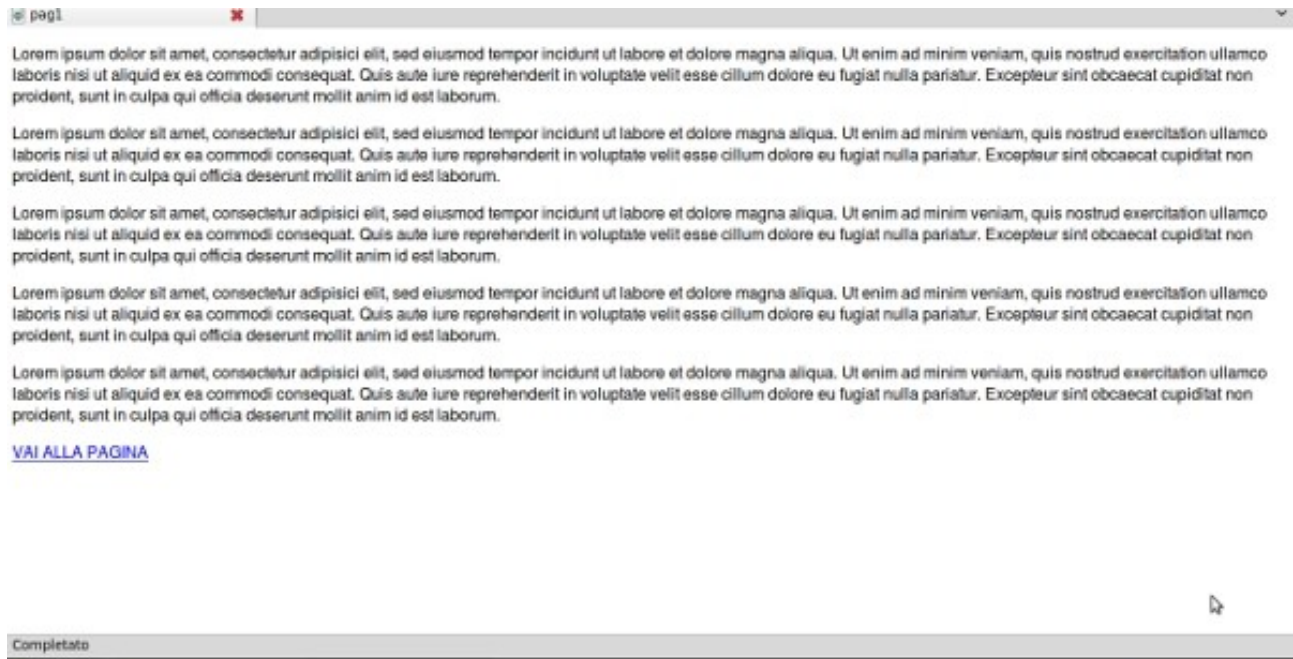 pag1
Lorem ipsum dolor sit amet, consectetur adipisici elit, sed eiusmod tempor incidunt ut labore et dolore magna aliqua. Ut enim ad minim veniam, quis nostrud exercitation ullamco
laboris nisi ut aliquid ex ea commodi consequat. Quis aute iure reprehenderit in voluptate velit esse cillum dolore eu fugiat nulla pariatur. Excepteur sint obcaecat cupiditat non
proident, sunt in culpa qui officia deserunt mollit anim id est laborum.
Lorem ipsum dolor sit amet, consectetur adipisici elit, sed eiusmod tempor incidunt ut labore et dolore magna aliqua. Ut enim ad minim veniam, quis nostrud exercitation ullamco
laboris nisi ut aliquid ex ea commodi consequat. Quis aute iure reprehenderit in voluptate velit esse cillum dolore eu fugiat nulla pariatur. Excepteur sint obcaecat cupiditat non
proident, sunt in culpa qui officia deserunt mollit anim id est laborum.
Lorem ipsum dolor sit amet, consectetur adipisici elit, sed eiusmod tempor incidunt ut labore et dolore magna aliqua. Ut enim ad minim veniam, quis nostrud exercitation ullamco
laboris nisi ut aliquid ex ea commodi consequat. Quis aute iure reprehenderit in voluptate velit esse cillum dolore eu fugiat nulla pariatur. Excepteur sint obcaecat cupiditat non
proident, sunt in culpa qui officia deserunt mollit anim id est laborum.
Lorem ipsum dolor sit amet, consectetur adipisici elit, sed eiusmod tempor incidunt ut labore et dolore magna aliqua. Ut enim ad minim veniam, quis nostrud exercitation ullamco
laboris nisi ut aliquid ex ea commodi consequat. Quis aute iure reprehenderit in voluptate velit esse cillum dolore eu fugiat nulla pariatur. Excepteur sint obcaecat cupiditat non
proident, sunt in culpa qui officia deserunt mollit anim id est laborum.
Lorem ipsum dolor sit amet, consectetur adipisici elit, sed eiusmod tempor incidunt ut labore et dolore magna aliqua. Ut enim ad minim veniam, quis nostrud exercitation ullamco
laboris nisi ut aliquid ex ea commodi consequat. Quis aute iure reprehenderit in voluptate velit esse cillum dolore eu fugiat nulla pariatur. Excepteur sint obcaecat cupiditat non
proident, sunt in culpa qui officia deserunt mollit anim id est laborum.
VAI ALLA PAGINA
Completato